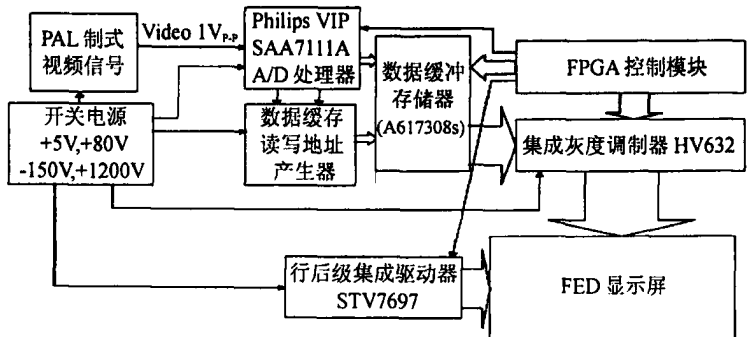 PAL 制式
视频信号
Video 1VP-P
Philips VIP
SAA7111A
A/D 处理器
数据缓冲
存储器
(A617308s)
FPGA 控制模块
开关电源
+5V,+80V
-150V,+1200V
数据缓存
读写地址
产生器
集成灰度调制器 HV632
行后级集成驱动器
STV7697
FED 显示屏